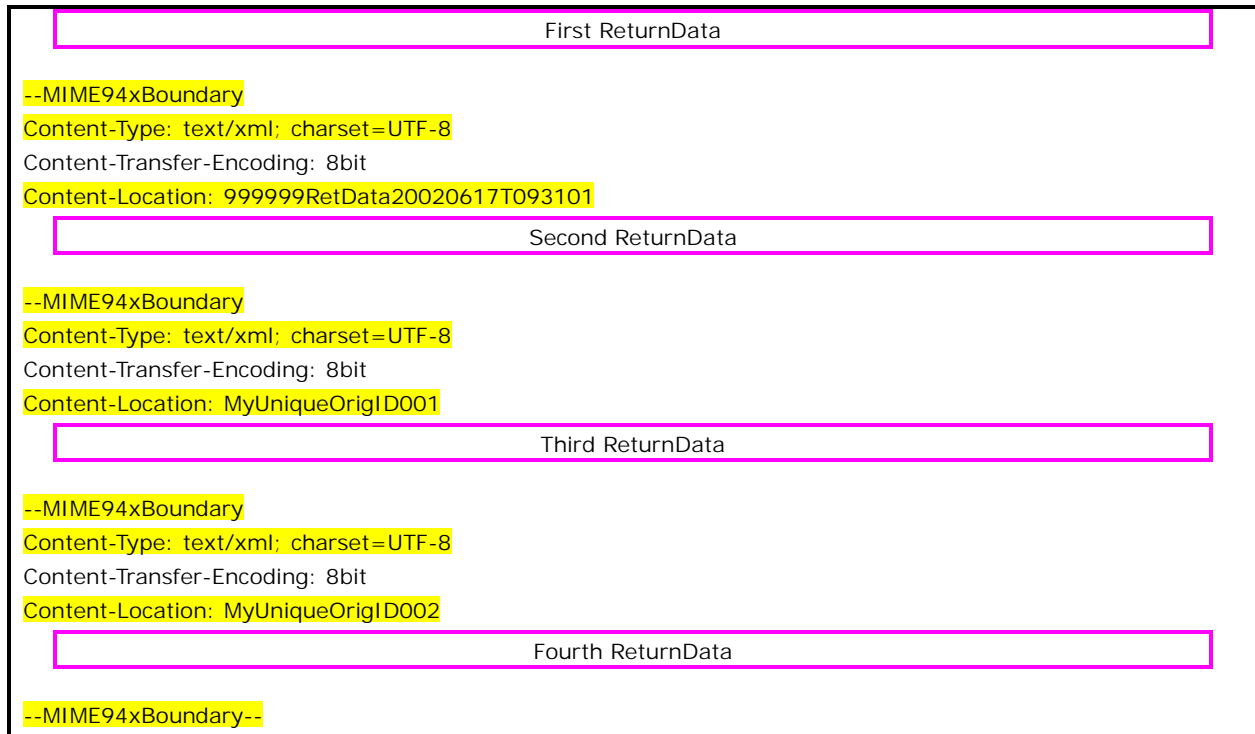 First ReturnData
--MIME94xBoundary
Content-Type: text/xml; charset=UTF-8
Content-Transfer-Encoding: 8bit
Content-Location: 999999RetData20020617T093101
Second ReturnData
--MIME94xBoundary
Content-Type: text/xml; charset=UTF-8
Content-Transfer-Encoding: 8bit
Content-Location: MyUniqueOrigID001
Third ReturnData
--MIME94xBoundary
Content-Type: text/xml; charset=UTF-8
Content-Transfer-Encoding: 8bit
Content-Location: MyUniqueOrigID002
Fourth ReturnData
--MIME94xBoundary--